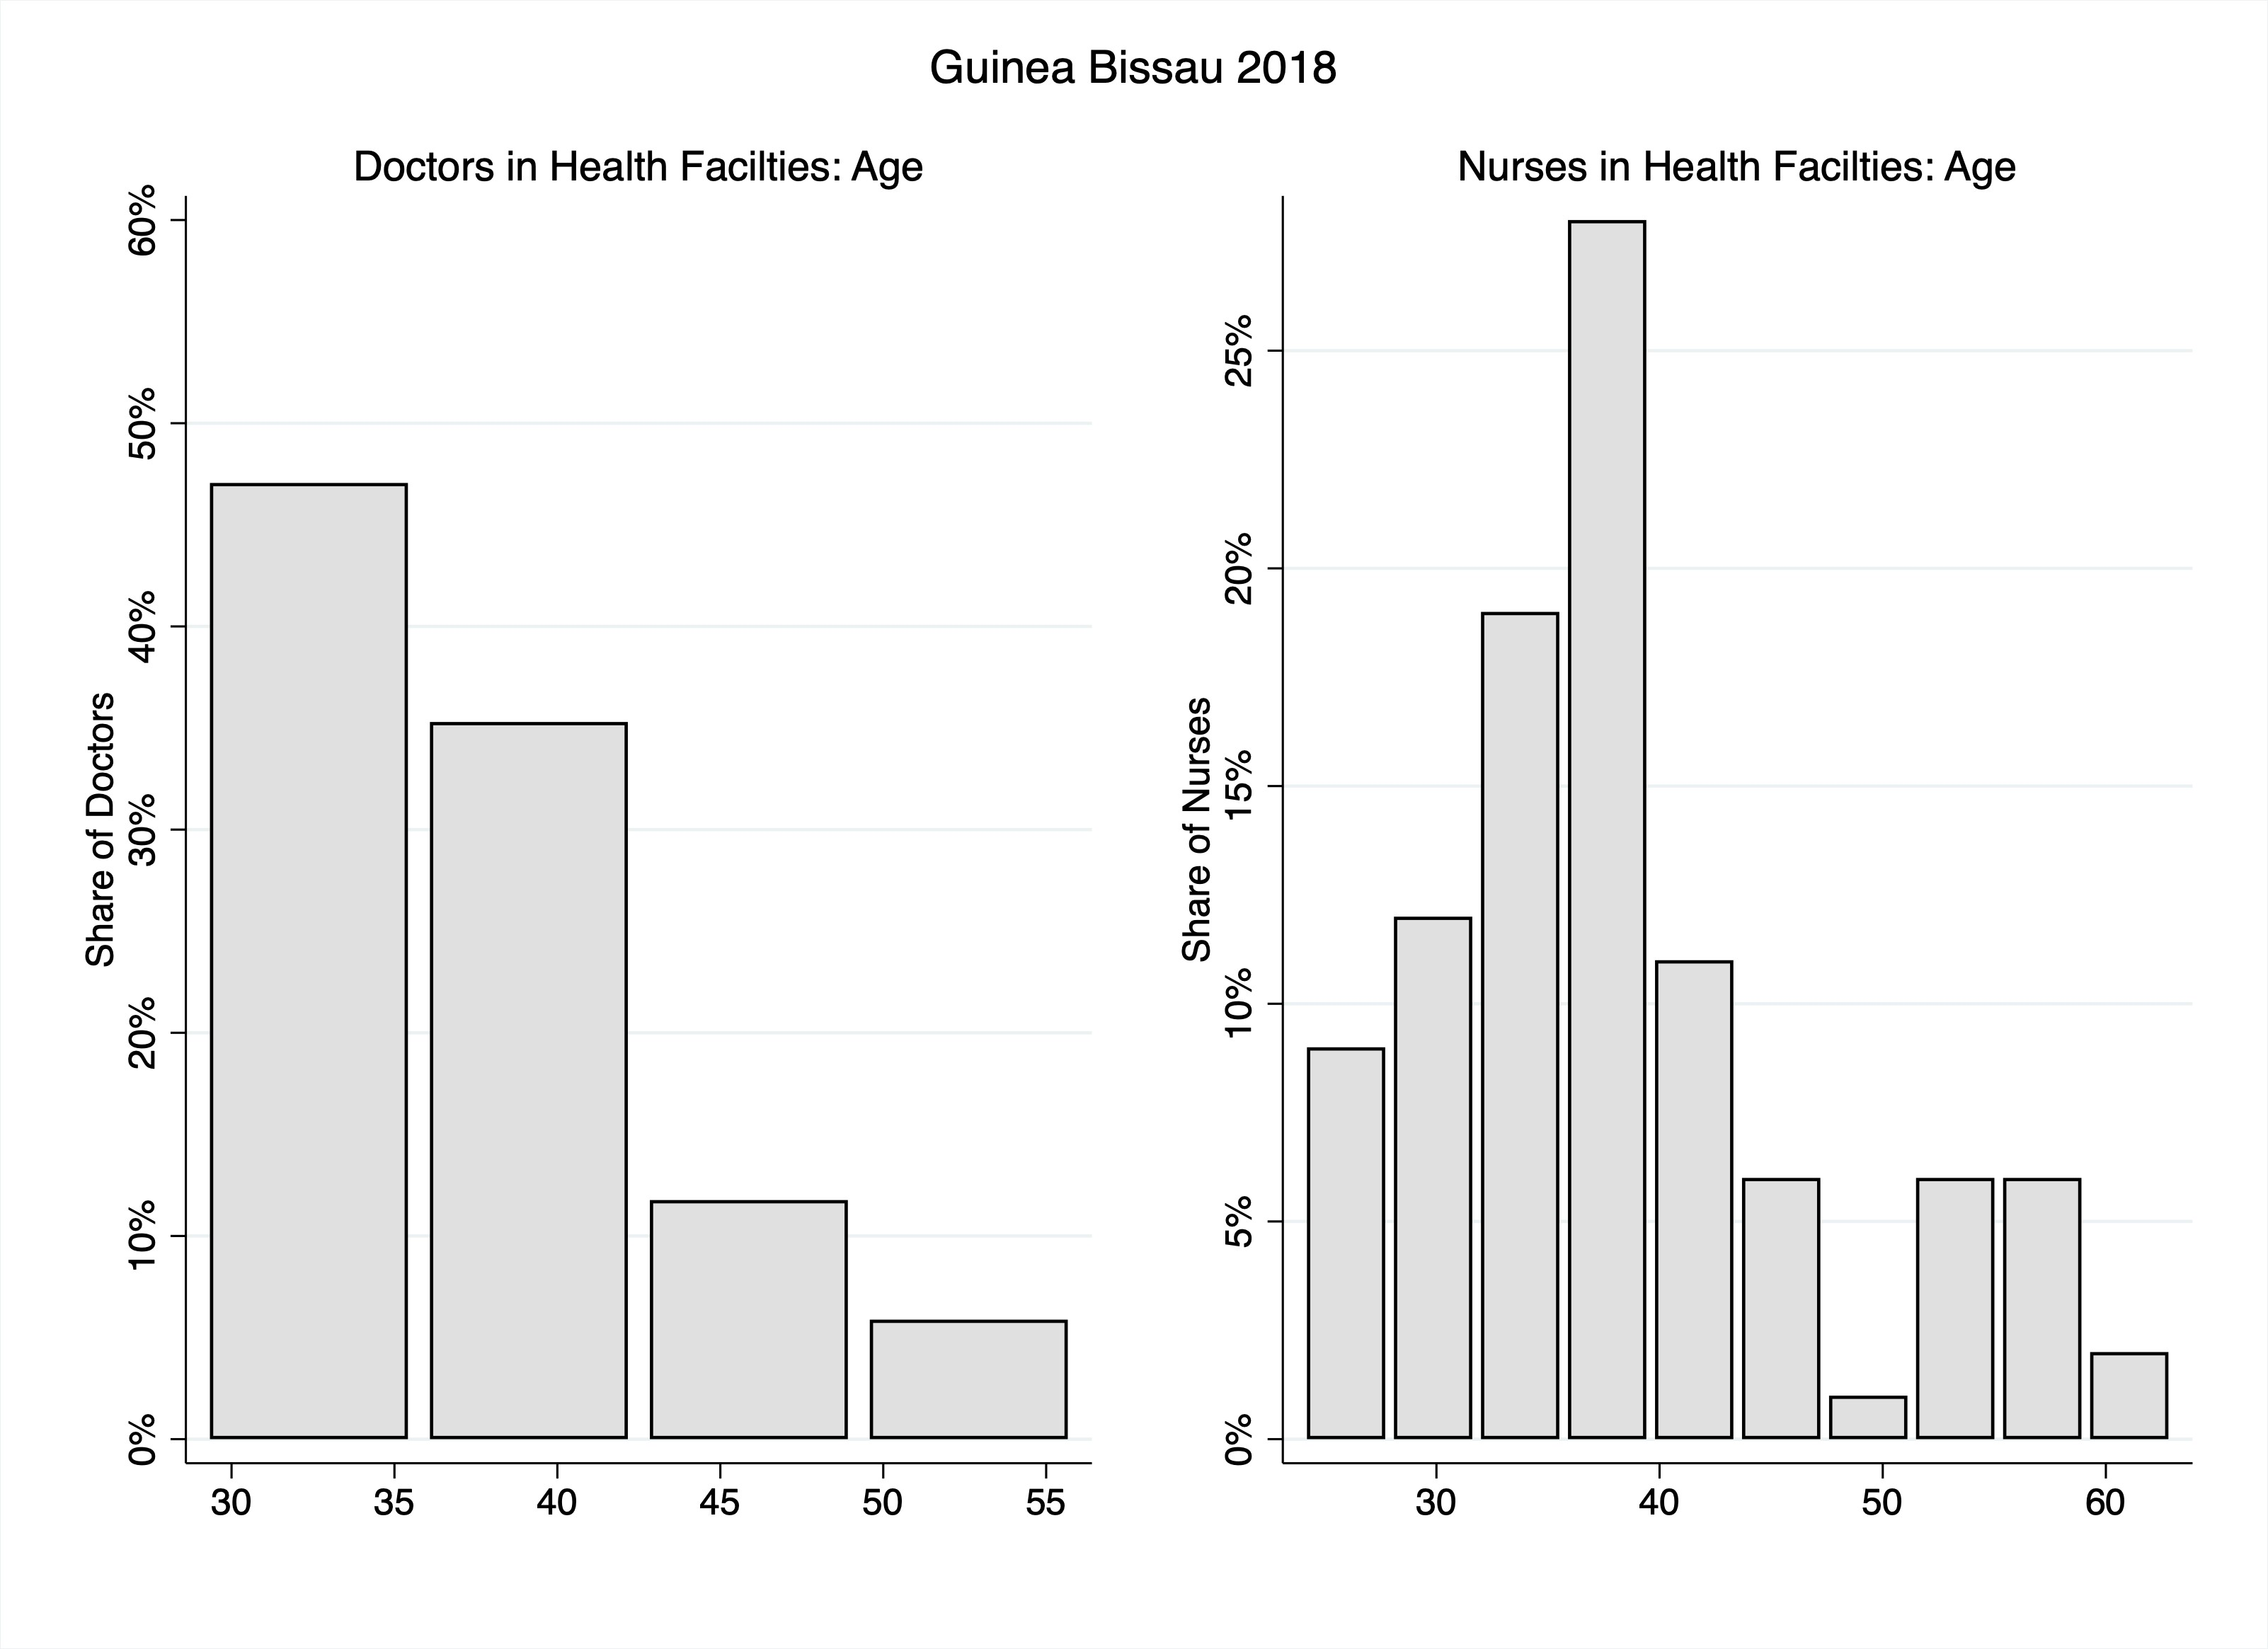 Guinea Bissau 2018
Doctors in Health Facilties: Age
Share of Doctors
60%
50%
40%
30%
20%
10%
0%
30 35 40 45 50 55
Nurses in Health Facilties: Age
Share of Nurses
25%
20%
15%
10%
5%
0%
30 40 50 60